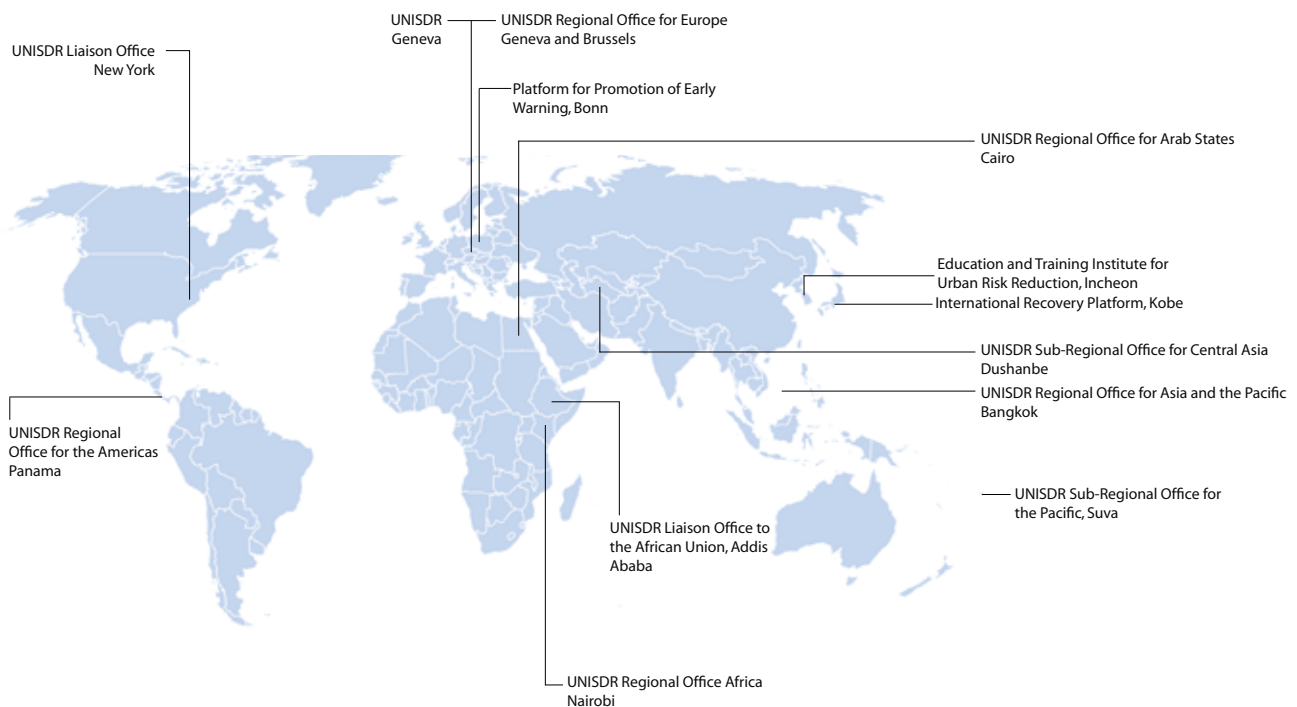 UNISDR
Geneva
UNISDR Regional Office for Europe
Geneva and Brussels
UNISDR Liaison Office
New York
Platform for Promotion of Early
Warning, Bonn
UNISDR Regional Office for Arab States
Cairo
Education and Training Institute for
Urban Risk Reduction, Incheon
International Recovery Platform, Kobe
UNISDR Sub-Regional Office for Central Asia
Dushanbe
UNISDR Regional Office for Asia and the Pacific
Bangkok
UNISDR Regional
Office for the Americas
Panama
UNISDR Sub-Regional Office for
the Pacific, Suva
UNISDR Liaison Office to
the African Union, Addis
Ababa
UNISDR Regional Office Africa
Nairobi